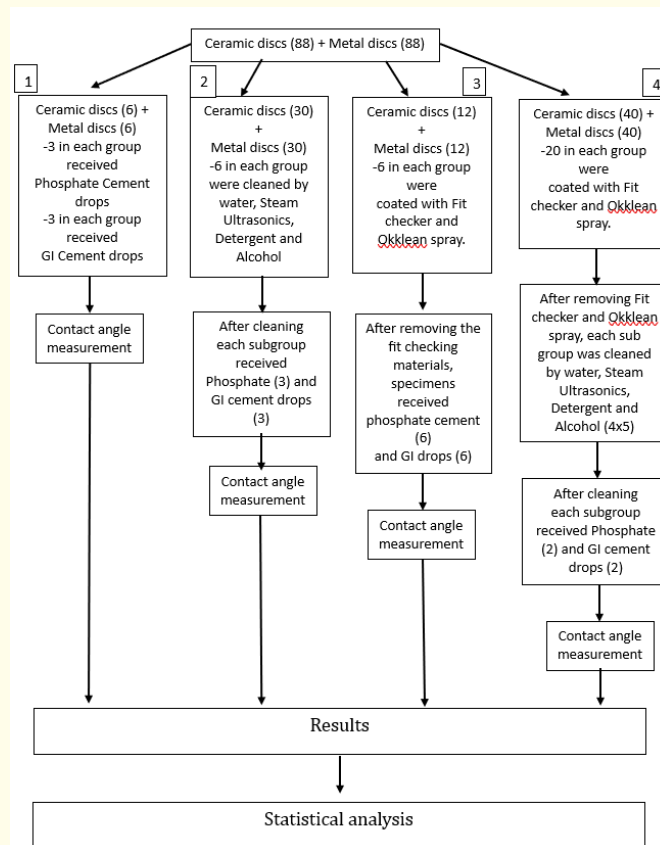 Ceramic discs (88) + Metal discs (88)
1
Ceramic discs (6) +
Metal discs (6)
-3 in each group
received
Phosphate Cement
drops
-3 in each group
received
GI Cement drops
Contact angle
measurement
2
Ceramic discs (30)
+
Metal discs (30)
-6 in each group
were cleaned by
water, Steam
Ultrasonics,
Detergent and
Alcohol
After cleaning
each subgroup
received
Phosphate (3) and
GI cement drops
(3)
Contact angle
measurement
3
Ceramic discs (12)
+
Metal discs (12)
-6 in each group
were
coated with Fit
checker and
Okklean spray.
After removing the
fit checking
materials,
specimens
received
phosphate cement
(6)
and GI drops (6)
Contact angle
measurement
4
Ceramic discs (40) +
Metal discs (40)
-20 in each group
were
coated with Fit
checker and Okklean
spray.
After removing Fit
checker and Okklean
spray, each sub
group was cleaned
by water, Steam
Ultrasonics,
Detergent and
Alcohol (4x5)
After cleaning
each subgroup
received Phosphate
(2) and GI cement
drops (2)
Contact angle
measurement
Results
Statistical analysis